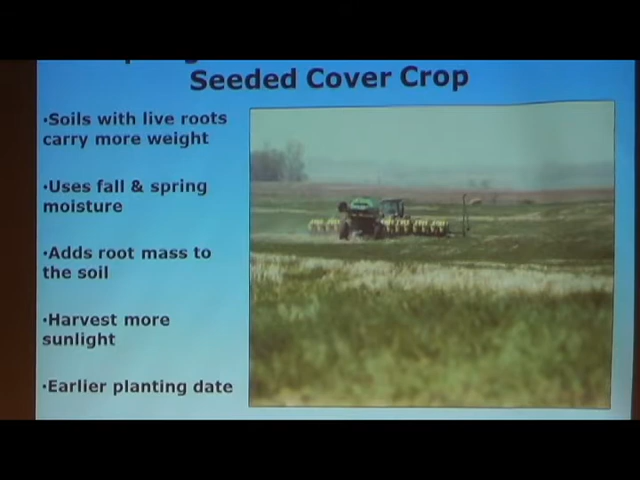 Seeded Cover Crop
•Soils with live roots
carry more weight
•Uses fall & spring
moisture
•Adds root mass to
the soil
•Harvest more
sunlight
•Earlier planting date